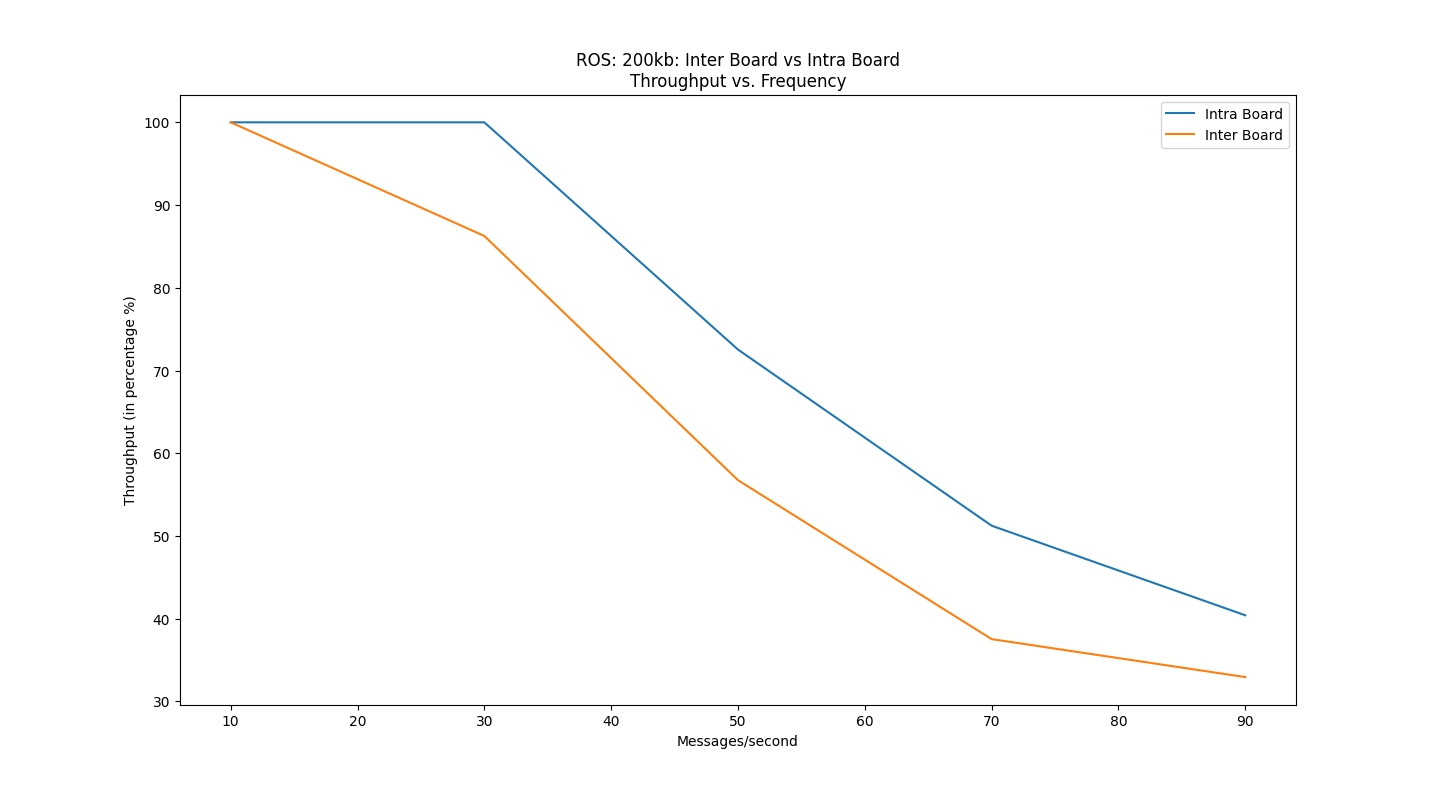 ROS: 200kb: Inter Board vs Intra Board
Throughput vs. Frequency
Intra Board
Inter Board
100
90
80
70
60
50
40
30
Throughput (in percentage %)
10 20 30 40 50 60 70 80 90
Messages/second